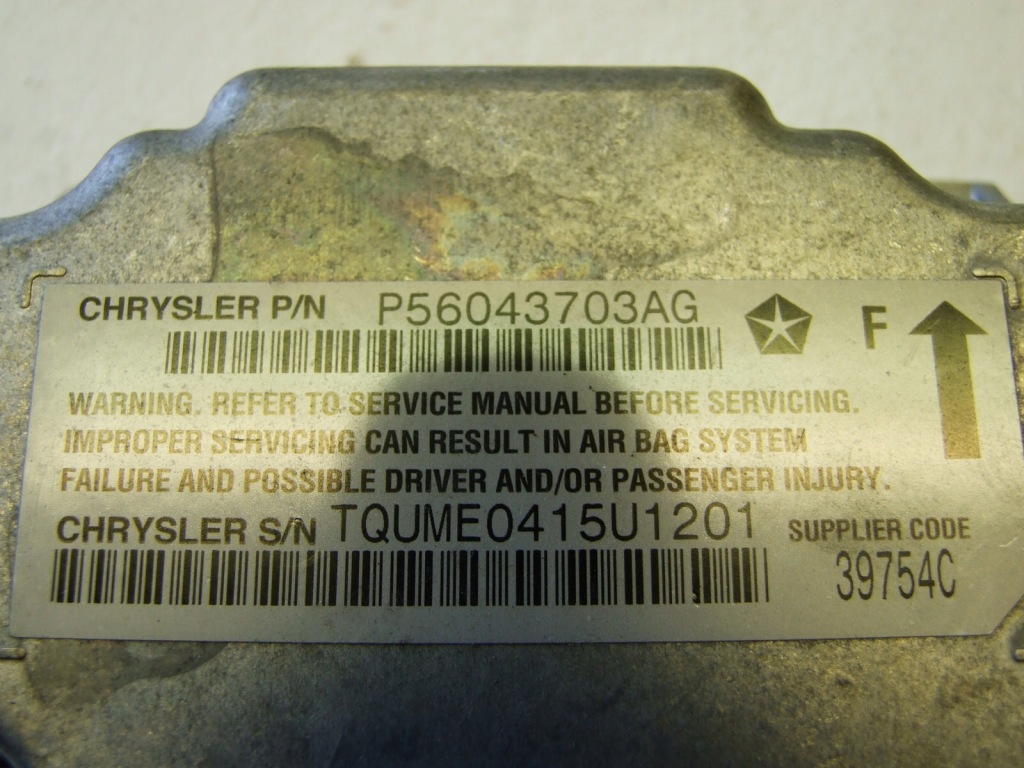 CHRYSLER P/N P56043703AG F
WARNING. REFER TO SERVICE MANUAL BEFORE SERVICING.
IMPROPER SERVICING CAN RESULT IN AIR BAG SYSTEM
FAILURE AND POSSIBLE DRIVER AND/OR PASSENGER INJURY.
CHRYSLER S/N TQUME0415U1201 SUPPLIER CODE
39754C